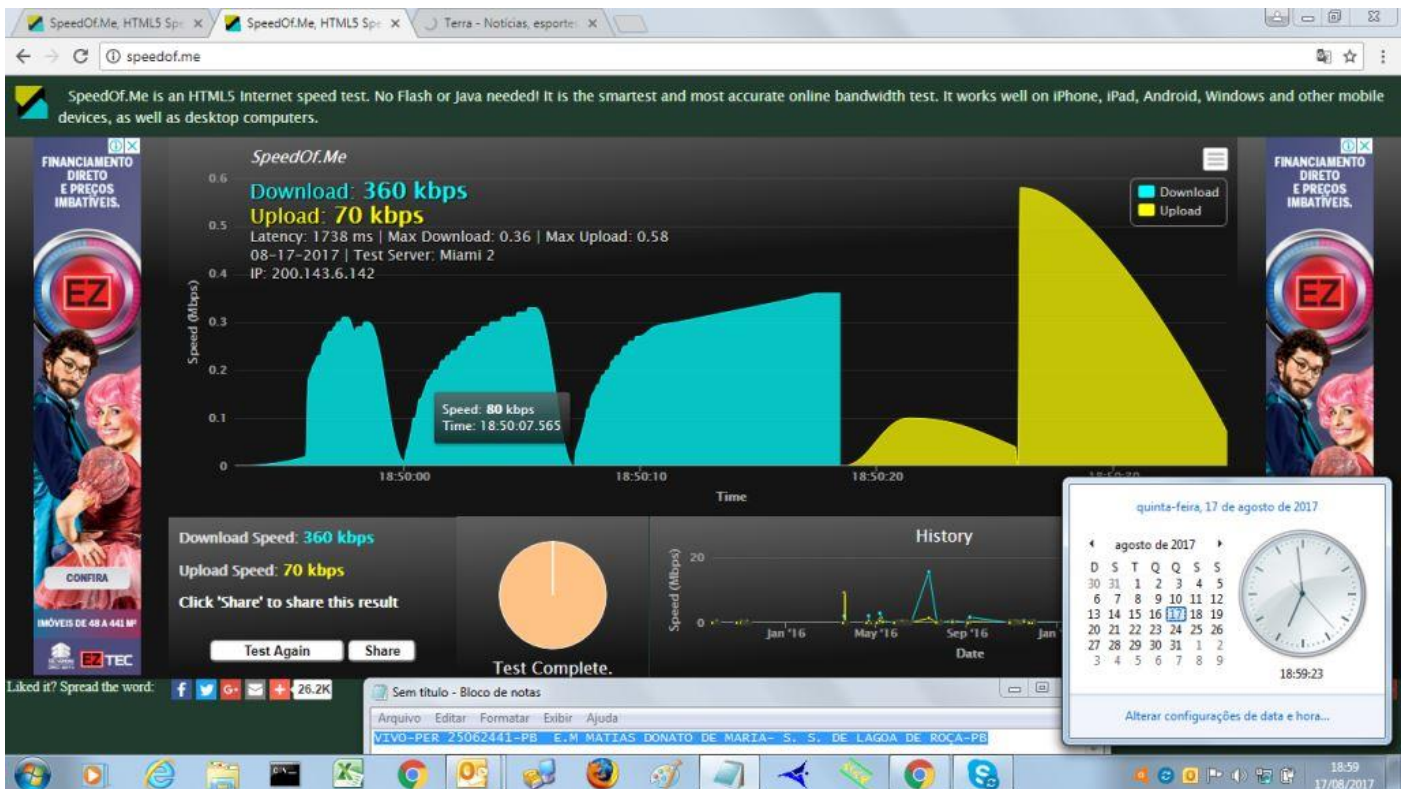 SpeedOf.Me, HTML5 Spe
SpeedOf.Me, HTML5 Spe
Terra - Notícias, esportes
speedof.me
SpeedOf.Me is an HTML5 Internet speed test. No Flash or Java needed! It is the smartest and most accurate online bandwidth test. It works well on iPhone, iPad, Android, Windows and other mobile
devices, as well as desktop computers.
FINANCIAMENTO
DIRETO
E PREÇOS
IMBATÍVEIS.
EZ
CONFIRA
IMÓVEIS DE 48 A 441 M²
EZ TEC
SpeedOf.Me
Download: 360 kbps
Upload: 70 kbps
Latency: 1738 ms | Max Download: 0.36 | Max Upload: 0.58
08-17-2017 | Test Server: Miami 2
IP: 200.143.6.142
Download
Upload
Speed (Mbps)
0.6
0.5
0.4
0.3
0.2
0.1
0
Speed: 80 kbps
Time: 18:50:07.565
18:50:00
18:50:10
18:50:20
18:50:30
Time
FINANCIAMENTO
DIRETO
E PREÇOS
IMBATÍVEIS.
EZ
Download Speed: 360 kbps
Upload Speed: 70 kbps
Click 'Share' to share this result
Test Again
Share
Test Complete.
History
Speed (Mbps)
20
0
Jan '16
May '16
Sep '16
Jan
Date
quinta-feira, 17 de agosto de 2017
agosto de 2017
D S T Q Q S S
30 31 1 2 3 4 5
6 7 8 9 10 11 12
13 14 15 16 17 18 19
20 21 22 23 24 25 26
27 28 29 30 31 1 2
3 4 5 6 7 8 9
18:59:23
Alterar configurações de data e hora...
Liked it? Spread the word:
26.2K
Sem título - Bloco de notas
Arquivo Editar Formatar Exibir Ajuda
VIVO-PER 25062441-PB E.M MATIAS DONATO DE MARIA- S. S. DE LAGOA DE ROÇA-PB
18:59
17/08/2017